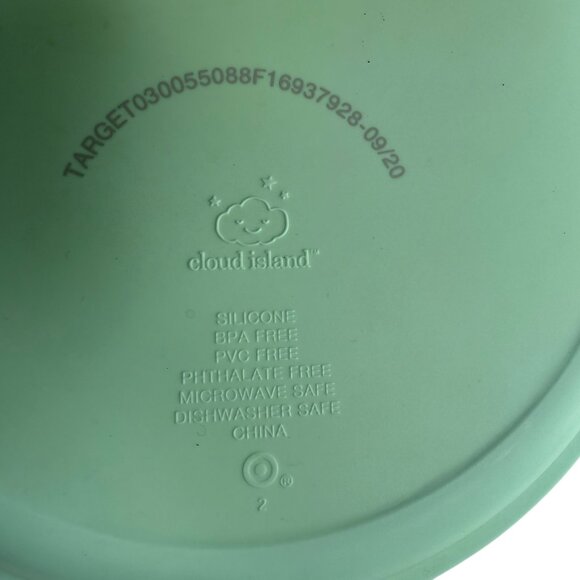 TARGET030055088F16937928-09/20
cloud island™
SILICONE
BPA FREE
PVC FREE
PHTHALATE FREE
MICROWAVE SAFE
DISHWASHER SAFE
CHINA
®
2